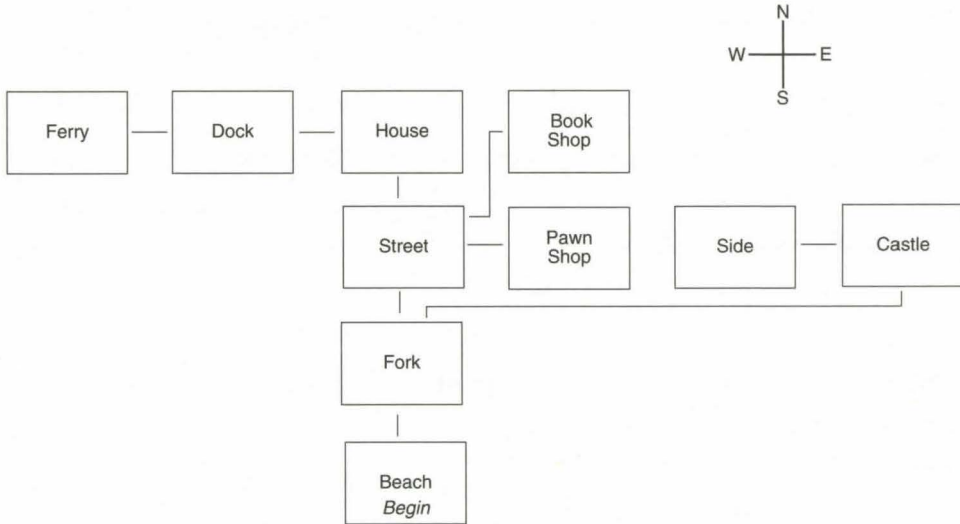 N
W E
S
Ferry
Dock
House
Book
Shop
Street
Pawn
Shop
Side
Castle
Fork
Beach
Begin